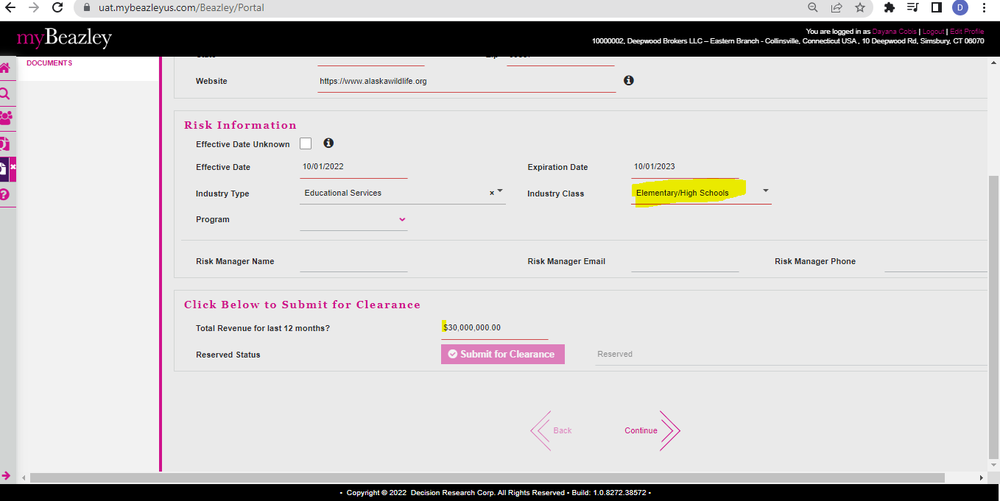 uat.mybeazleyus.com/Beazley/Portal
D
myBeazley
You are logged in as Dayana Cobis | Logout | Edit Profile
10000002, Deepwood Brokers LLC – Eastern Branch - Collinsville, Connecticut USA , 10 Deepwood Rd, Simsbury, CT 06070
DOCUMENTS
Website https://www.alaskawildlife.org
Risk Information
Effective Date Unknown
Effective Date 10/01/2022 Expiration Date 10/01/2023
Industry Type Educational Services × Industry Class Elementary/High Schools
Program
Risk Manager Name Risk Manager Email Risk Manager Phone
Click Below to Submit for Clearance
Total Revenue for last 12 months? $30,000,000.00
Reserved Status Submit for Clearance Reserved
Back Continue
• Copyright © 2022 Decision Research Corp. All Rights Reserved • Build: 1.0.8272.38572 •